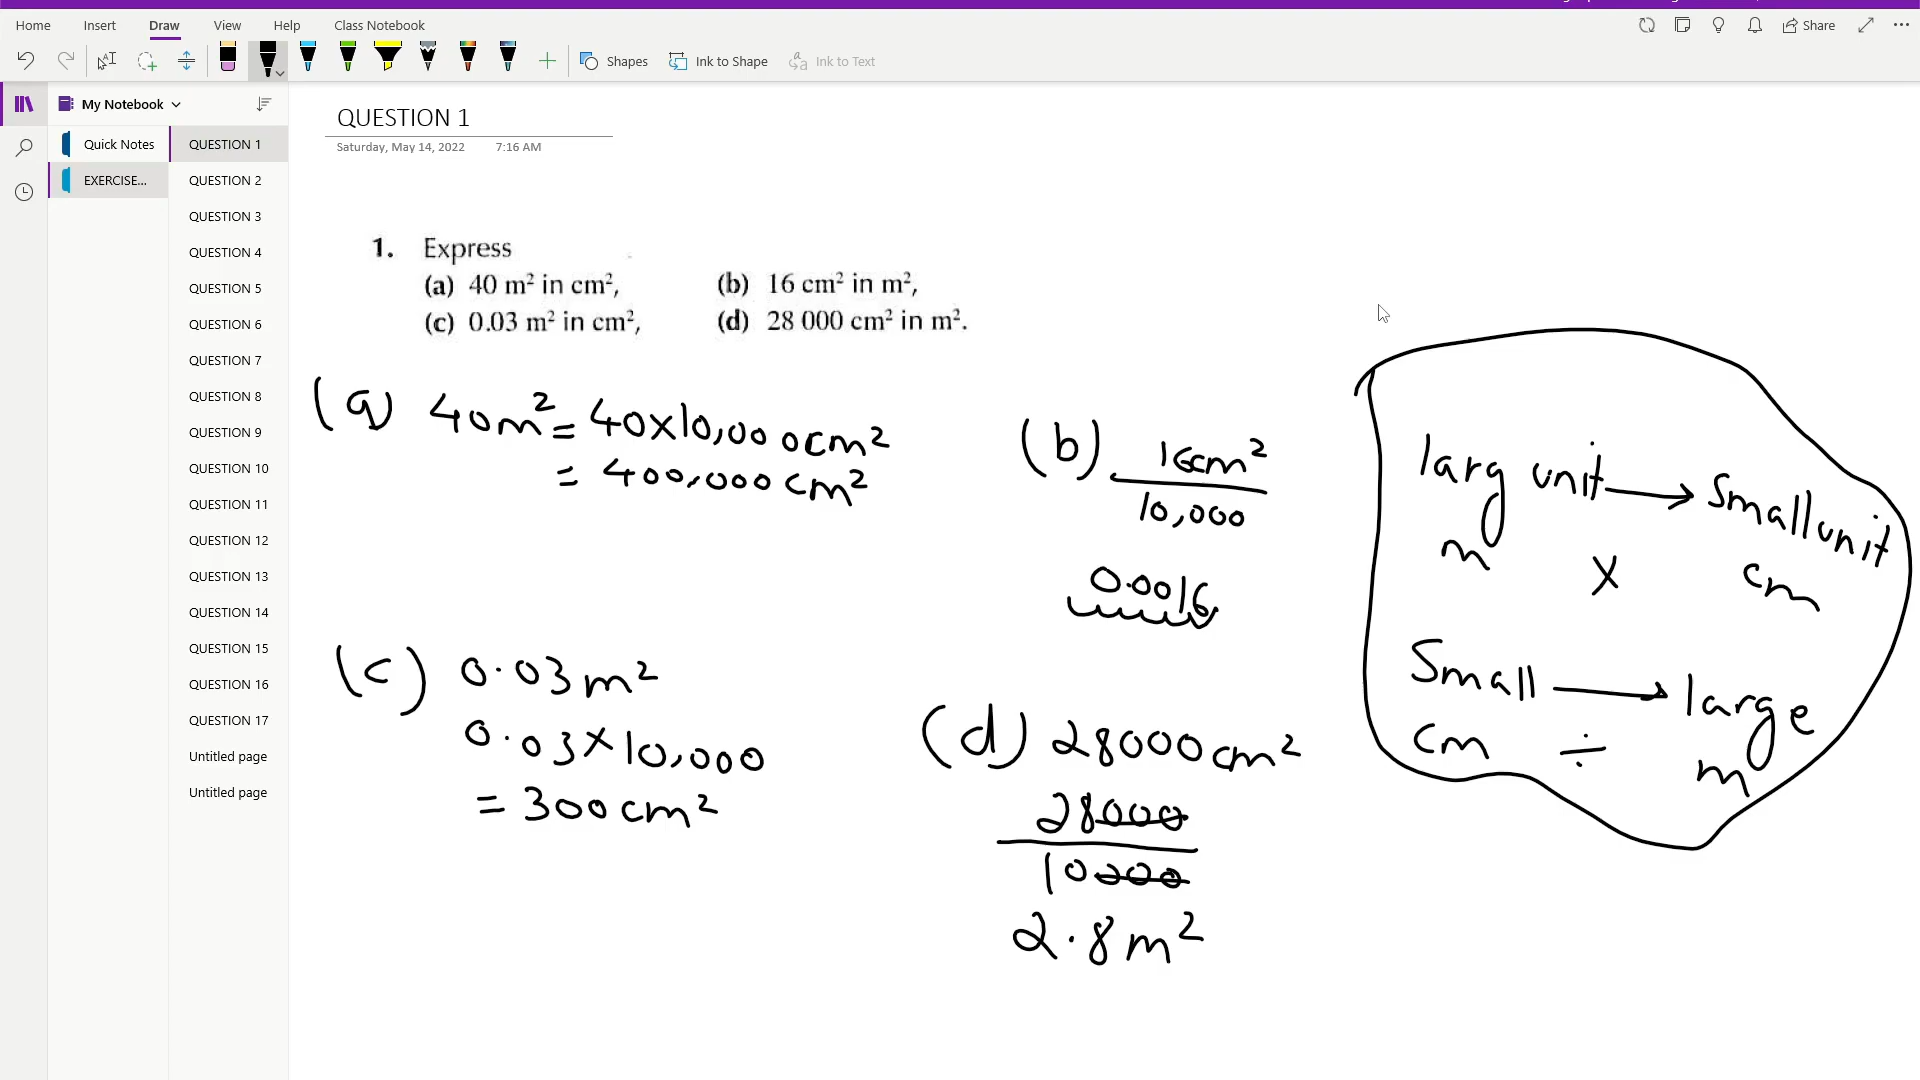 Home Insert Draw View Help Class Notebook
Share
Shapes Ink to Shape Ink to Text
My Notebook
Quick Notes
EXERCISE...
QUESTION 1
QUESTION 2
QUESTION 3
QUESTION 4
QUESTION 5
QUESTION 6
QUESTION 7
QUESTION 8
QUESTION 9
QUESTION 10
QUESTION 11
QUESTION 12
QUESTION 13
QUESTION 14
QUESTION 15
QUESTION 16
QUESTION 17
Untitled page
Untitled page
QUESTION 1
Saturday, May 14, 2022 7:16 AM
1. Express
(a) 40 m² in cm², (b) 16 cm² in m²,
(c) 0.03 m² in cm², (d) 28 000 cm² in m².
(a) 40m² = 40x10,000cm²
= 400,000 cm²
(b) 16cm²
10,000
0.0016
(c) 0.03m²
0.03x10,000
= 300cm²
(d) 28000cm²
28000
10000
2.8m²
larg unit → small unit
m x cm
Small → large
cm ÷ m